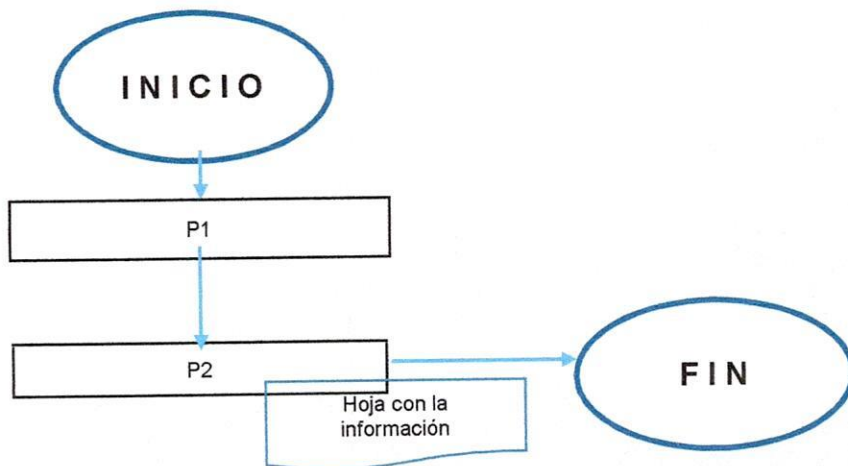 INICIO
P1
P2
FIN
Hoja con la
información